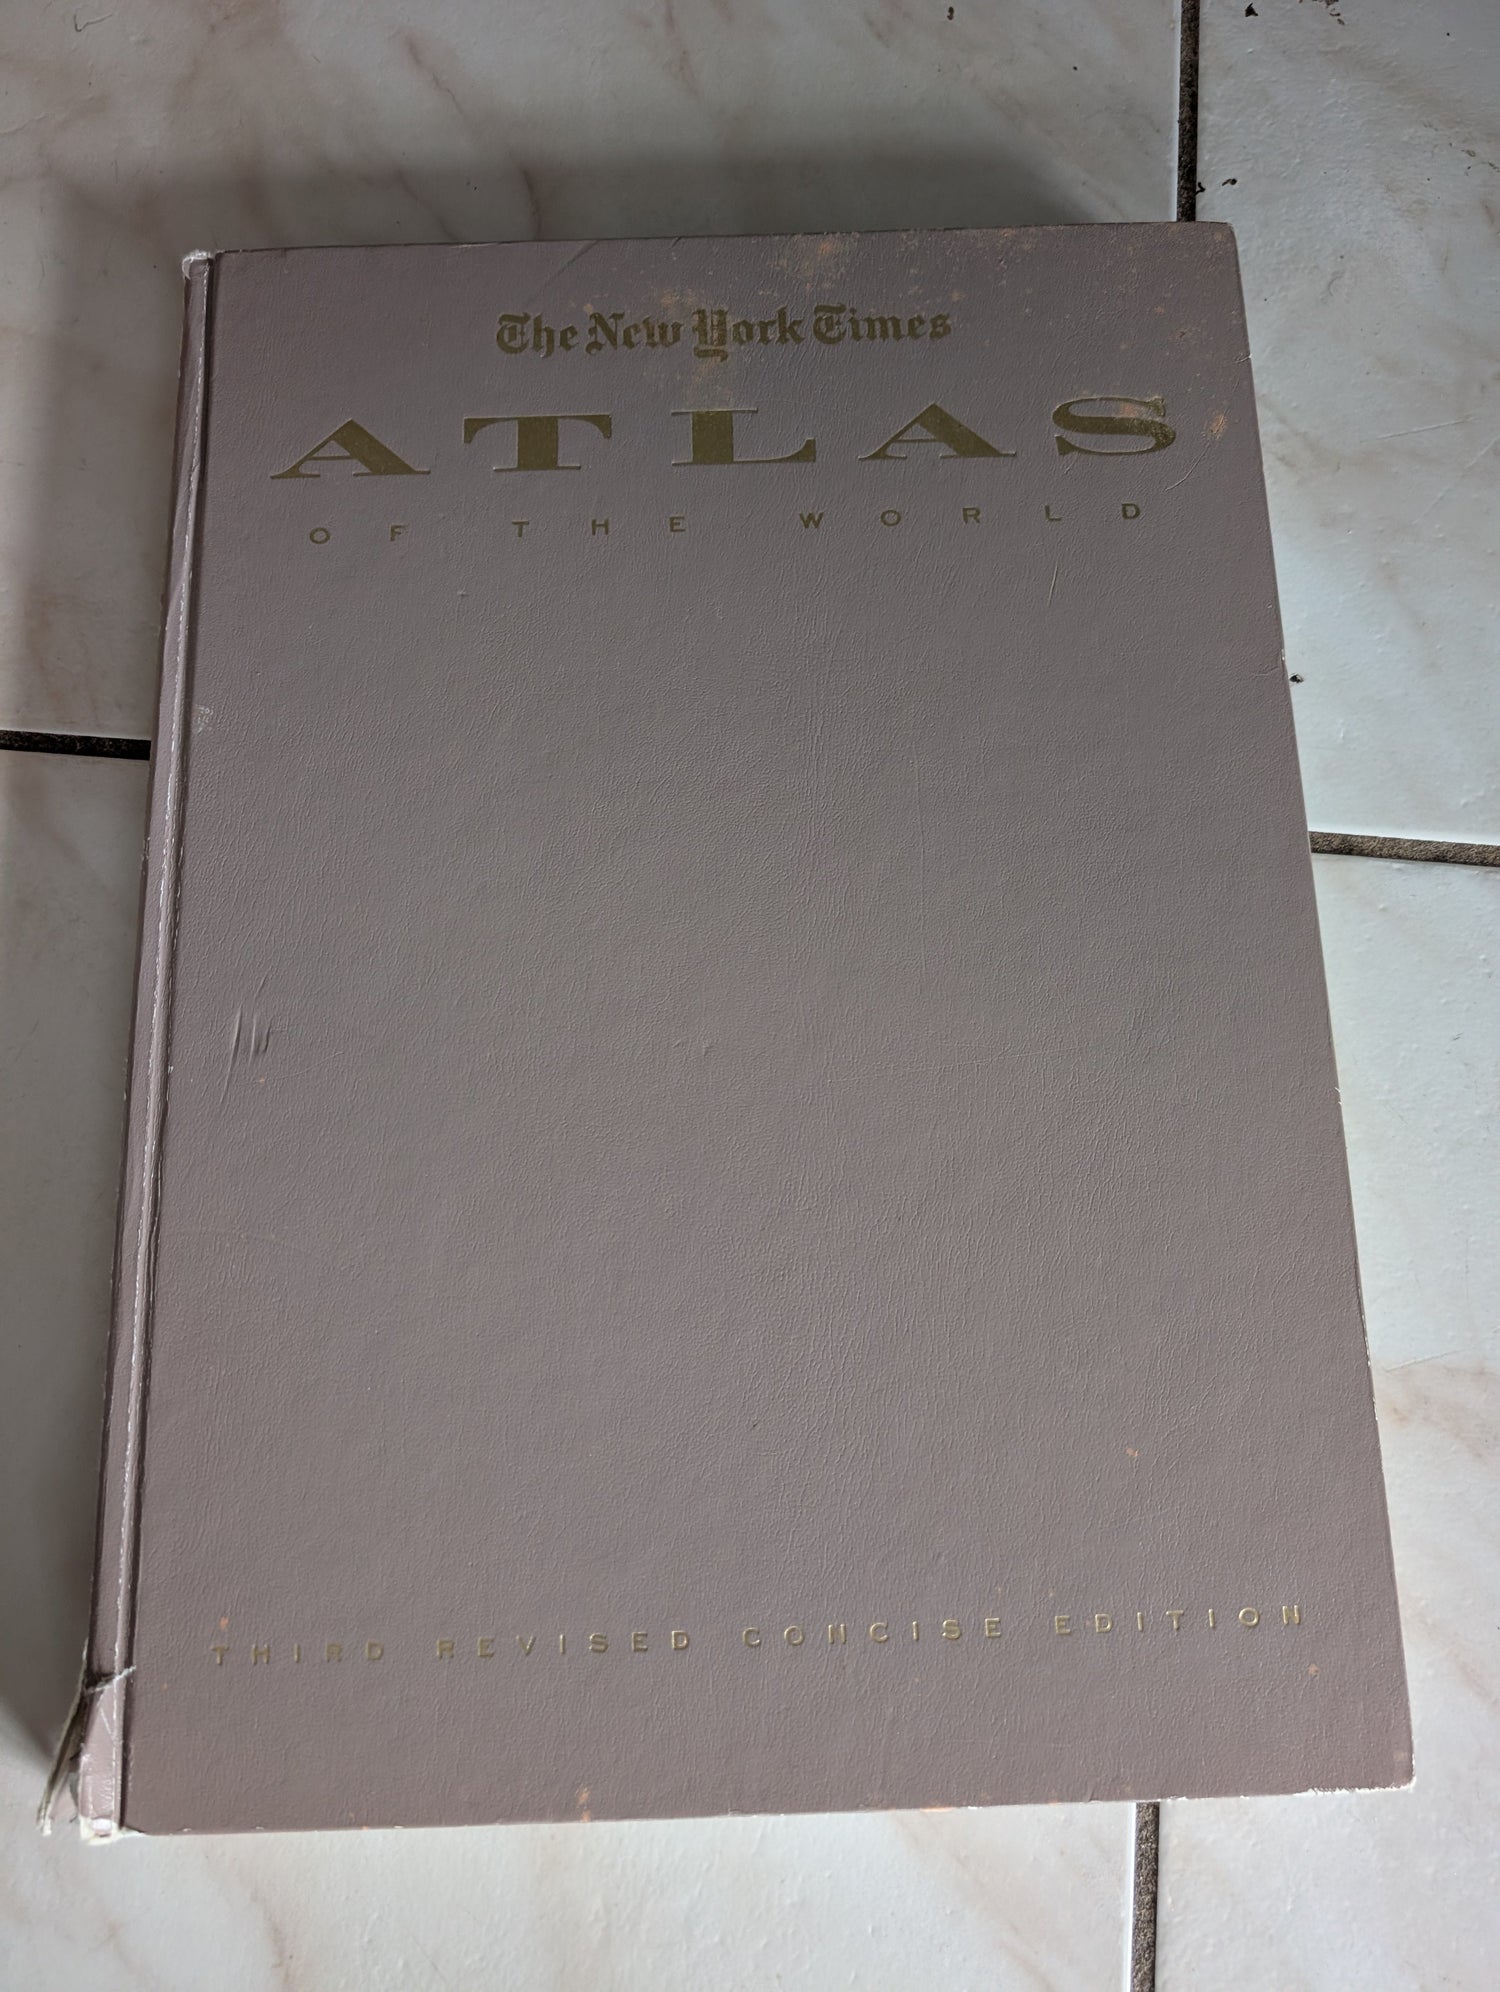 The New York Times
ATLAS
OF THE WORLD
THIRD REVISED CONCISE EDITION